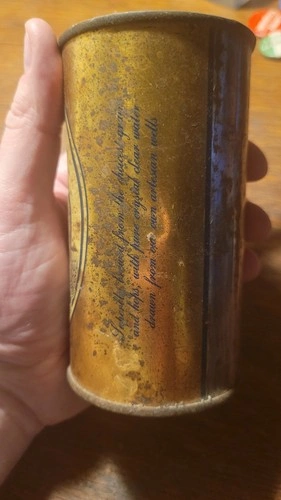 brewed from the choicest grains
and hops, with pure crystal clear water
drawn from our own artesian wells